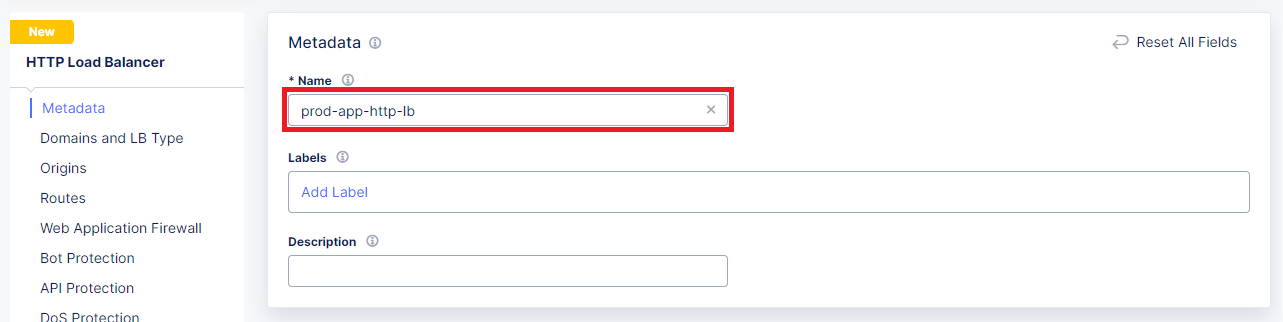 New
HTTP Load Balancer
Metadata
Domains and LB Type
Origins
Routes
Web Application Firewall
Bot Protection
API Protection
DoS Protection
Metadata
Reset All Fields
* Name
prod-app-http-lb
Labels
Add Label
Description